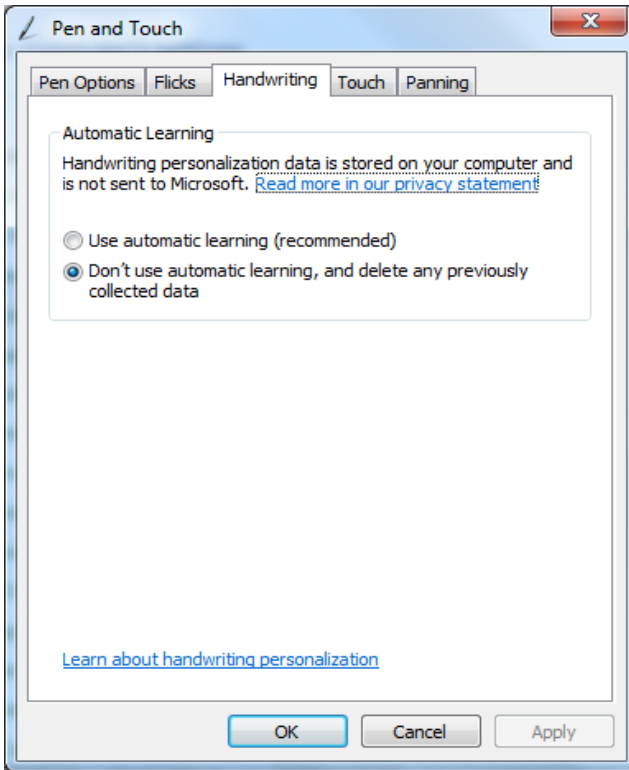 Pen and Touch
Pen Options Flicks Handwriting Touch Panning
Automatic Learning
Handwriting personalization data is stored on your computer and
is not sent to Microsoft. Read more in our privacy statement
Use automatic learning (recommended)
Don't use automatic learning, and delete any previously
collected data
Learn about handwriting personalization
OK Cancel Apply